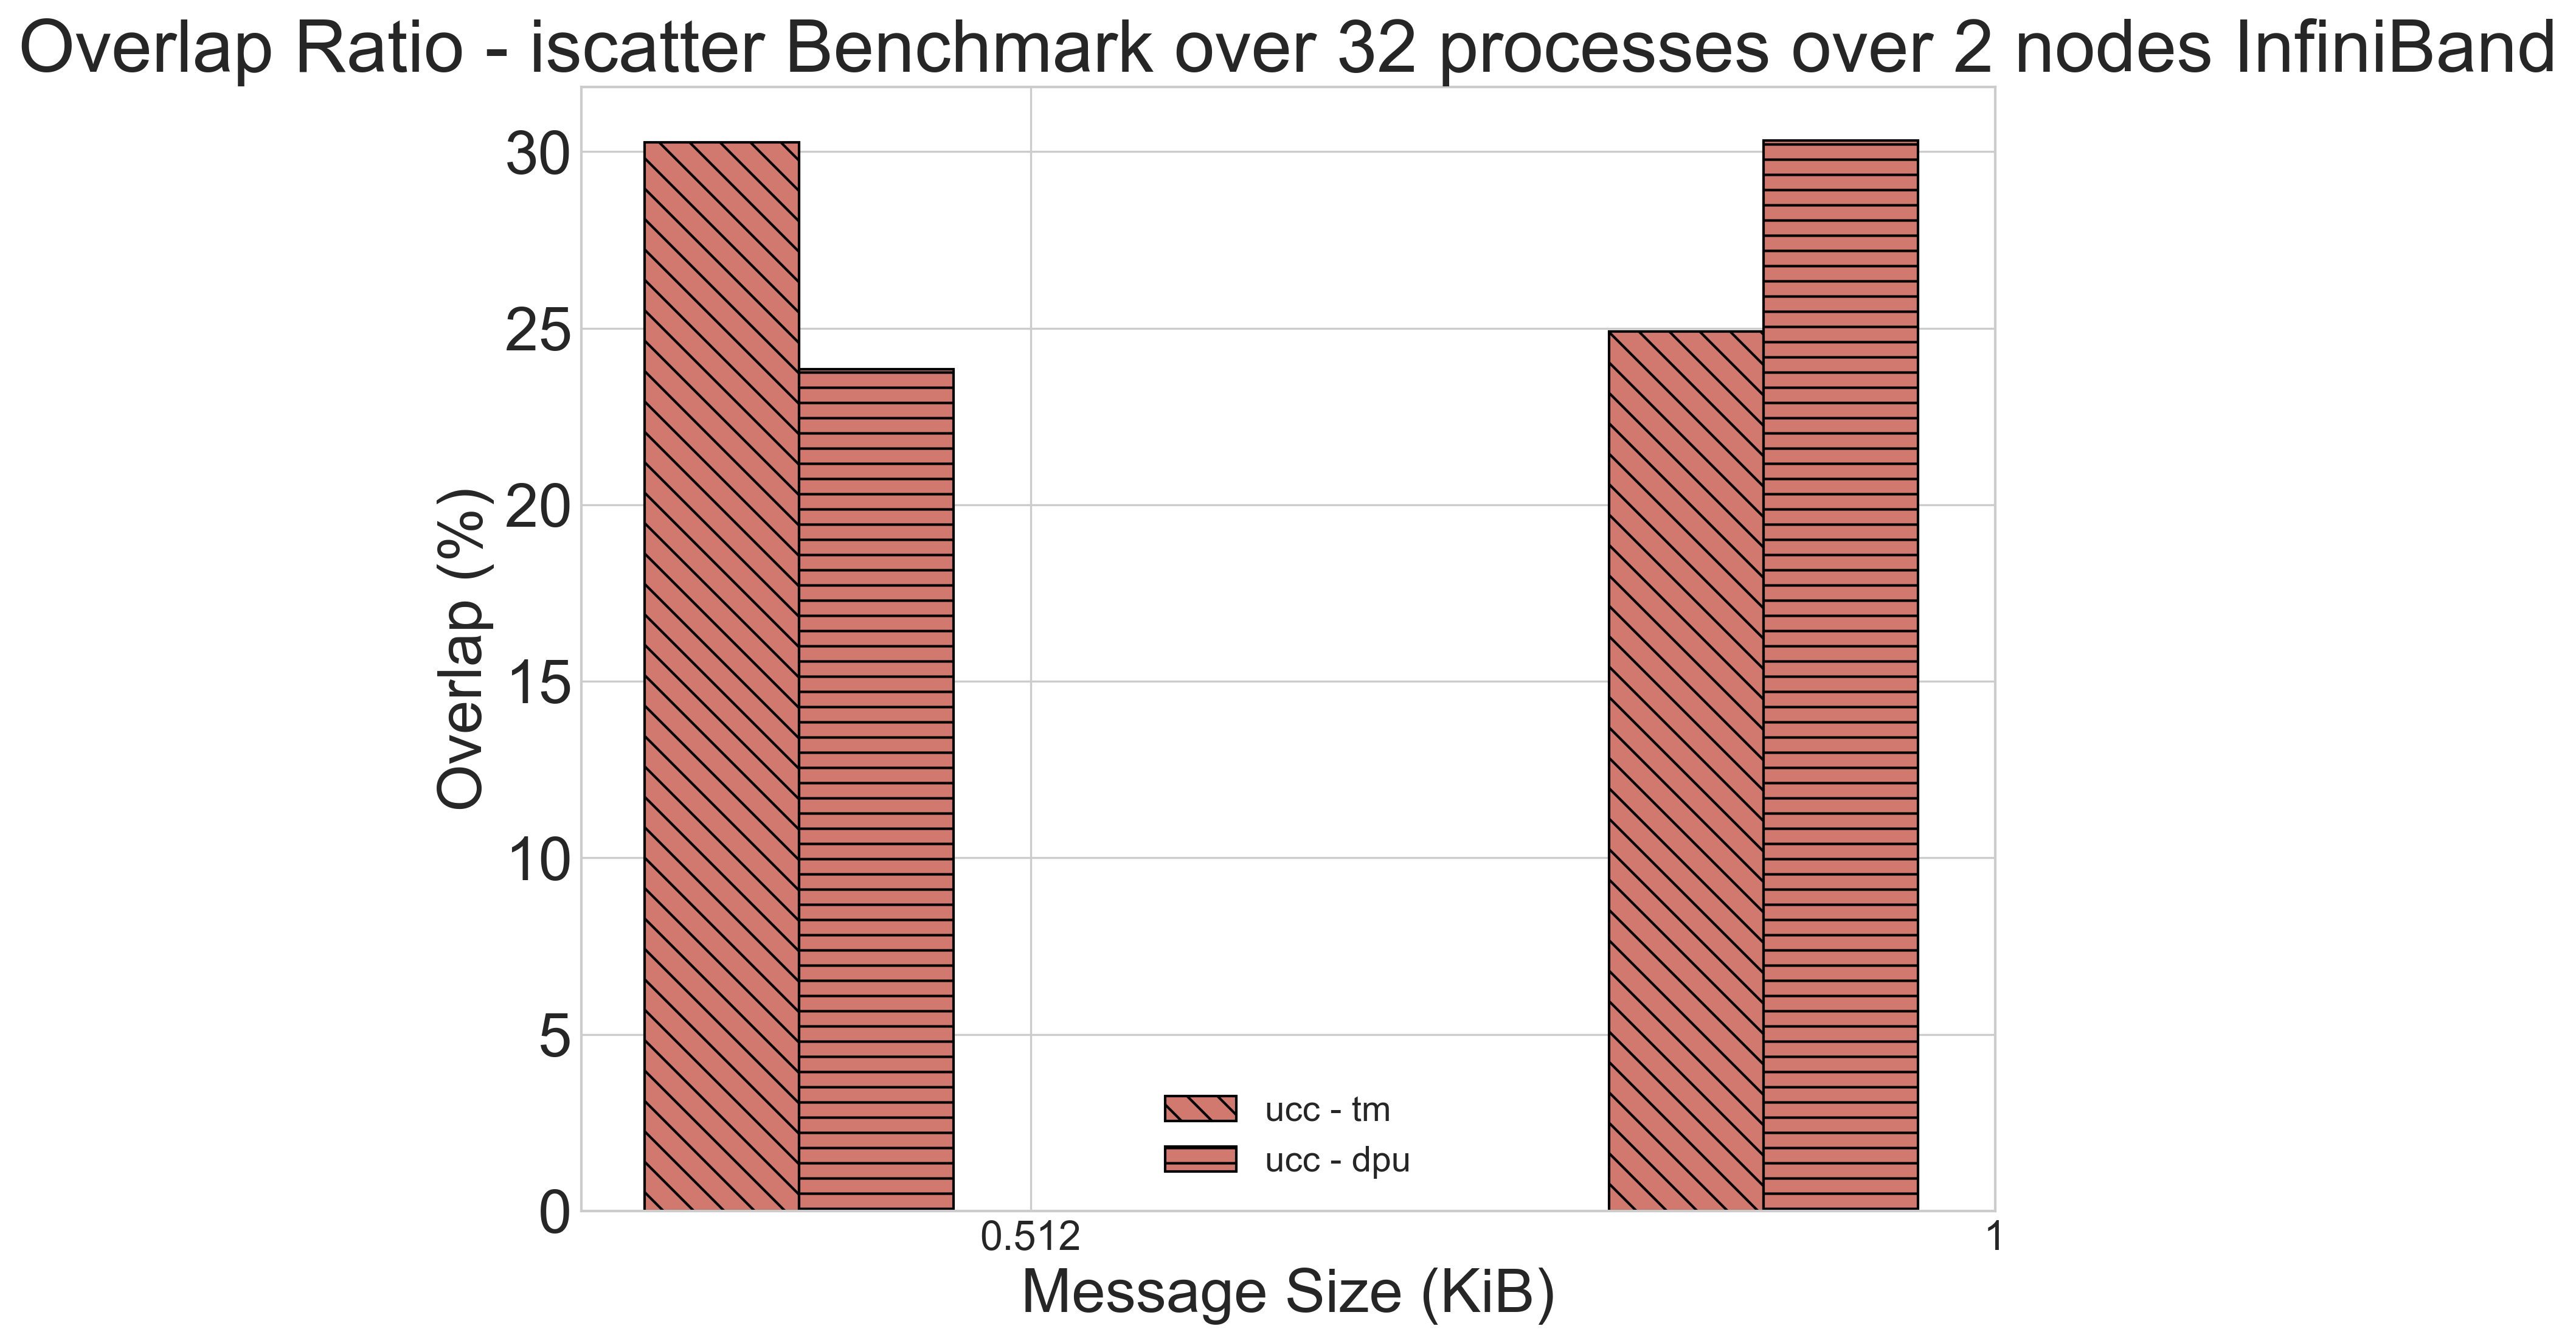 Overlap Ratio - iscatter Benchmark over 32 processes over 2 nodes InfiniBand
Overlap (%)
30
25
20
15
10
5
0
ucc - tm
ucc - dpu
0.512
1
Message Size (KiB)